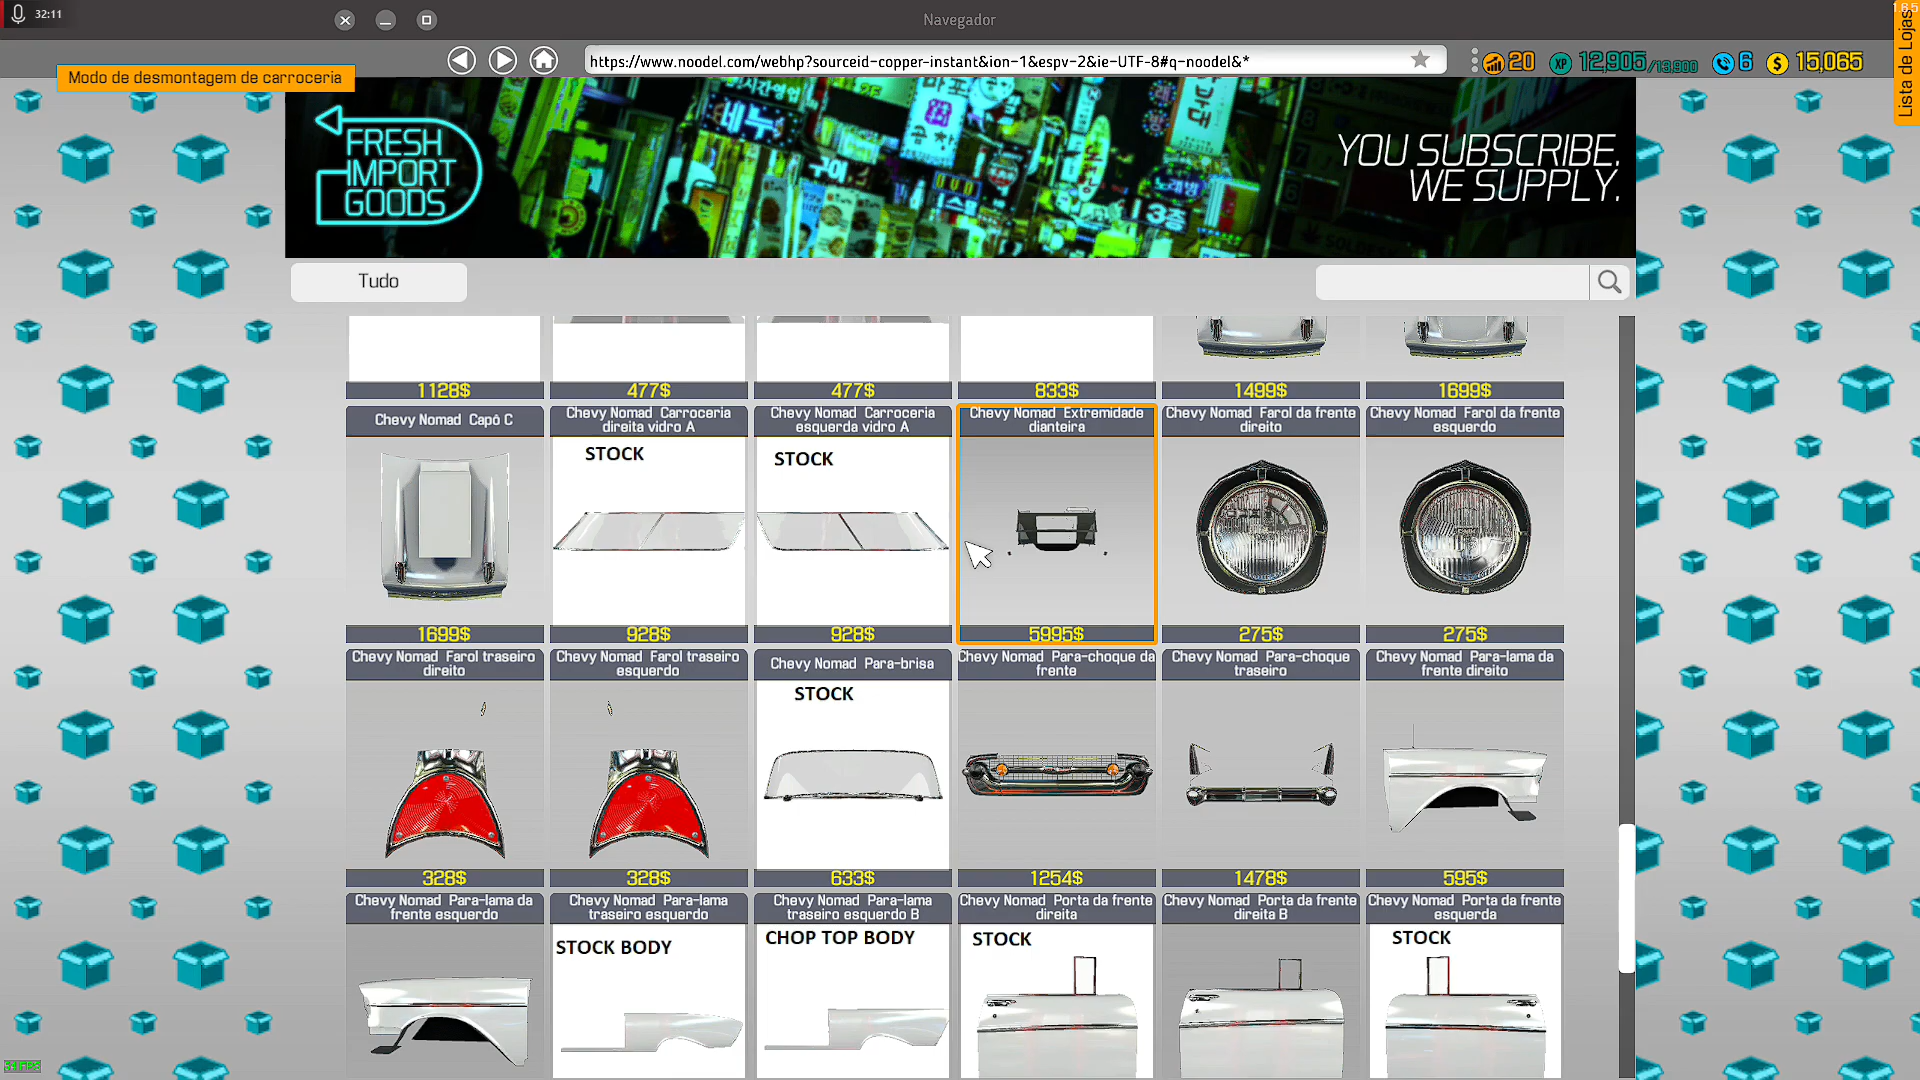 32:11
Navegador
165
https://www.noodel.com/webhp?sourceid-copper-instant&ion-1&espv-2&ie-UTF-8#q-noodel&*
20
XP 12,905/13,900
6
$ 15,065
Lista de Lojas
Modo de desmontagem de carroceria
FRESH
IMPORT
GOODS
YOU SUBSCRIBE.
WE SUPPLY.
Tudo
1128$
477$
477$
833$
1499$
1699$
Chevy Nomad Capô C
Chevy Nomad Carroceria
direita vidro A
Chevy Nomad Carroceria
esquerda vidro A
Chevy Nomad Extremidade
dianteira
Chevy Nomad Farol da frente
direito
Chevy Nomad Farol da frente
esquerdo
STOCK
STOCK
1699$
928$
928$
5995$
275$
275$
Chevy Nomad Farol traseiro
direito
Chevy Nomad Farol traseiro
esquerdo
Chevy Nomad Para-brisa
Chevy Nomad Para-choque da
frente
Chevy Nomad Para-choque
traseiro
Chevy Nomad Para-lama da
frente direito
STOCK
328$
328$
633$
1254$
1478$
595$
Chevy Nomad Para-lama da
frente esquerdo
Chevy Nomad Para-lama
traseiro esquerdo
Chevy Nomad Para-lama
traseiro esquerdo B
Chevy Nomad Porta da frente
direita
Chevy Nomad Porta da frente
direita B
Chevy Nomad Porta da frente
esquerda
STOCK BODY
CHOP TOP BODY
STOCK
STOCK